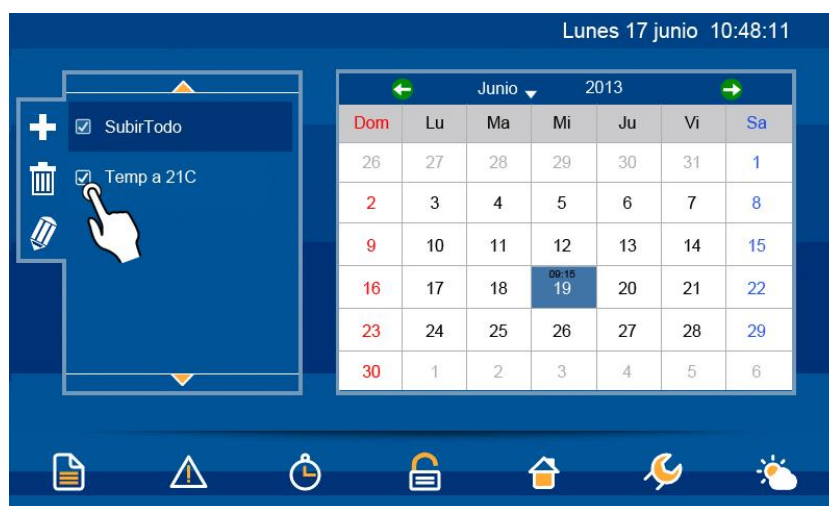 Lunes 17 junio 10:48:11
SubirTodo
Temp a 21C
Junio 2013
Dom Lu Ma Mi Ju Vi Sa
26 27 28 29 30 31 1
2 3 4 5 6 7 8
9 10 11 12 13 14 15
09:15
16 17 18 19 20 21 22
23 24 25 26 27 28 29
30 1 2 3 4 5 6